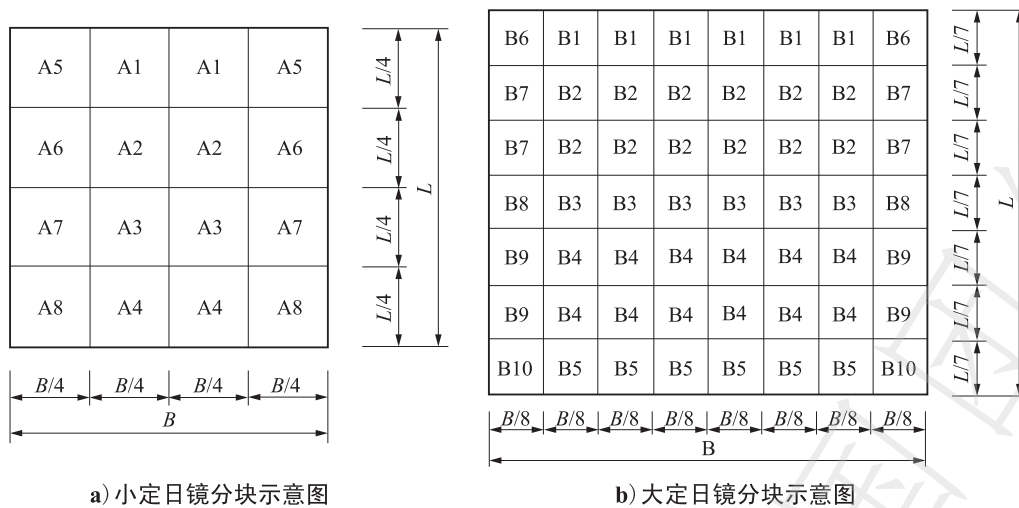 A5 A1 A1 A5
A6 A2 A2 A6
A7 A3 A3 A7
A8 A4 A4 A8
L/4
L/4
L/4
L/4
L
B/4 B/4 B/4 B/4
B
a) 小定日镜分块示意图
B6 B1 B1 B1 B1 B1 B1 B6
B7 B2 B2 B2 B2 B2 B2 B7
B7 B2 B2 B2 B2 B2 B2 B7
B8 B3 B3 B3 B3 B3 B3 B8
B9 B4 B4 B4 B4 B4 B4 B9
B9 B4 B4 B4 B4 B4 B4 B9
B10 B5 B5 B5 B5 B5 B5 B10
L/7
L/7
L/7
L/7
L/7
L/7
L/7
L
B/8 B/8 B/8 B/8 B/8 B/8 B/8 B/8
B
b) 大定日镜分块示意图